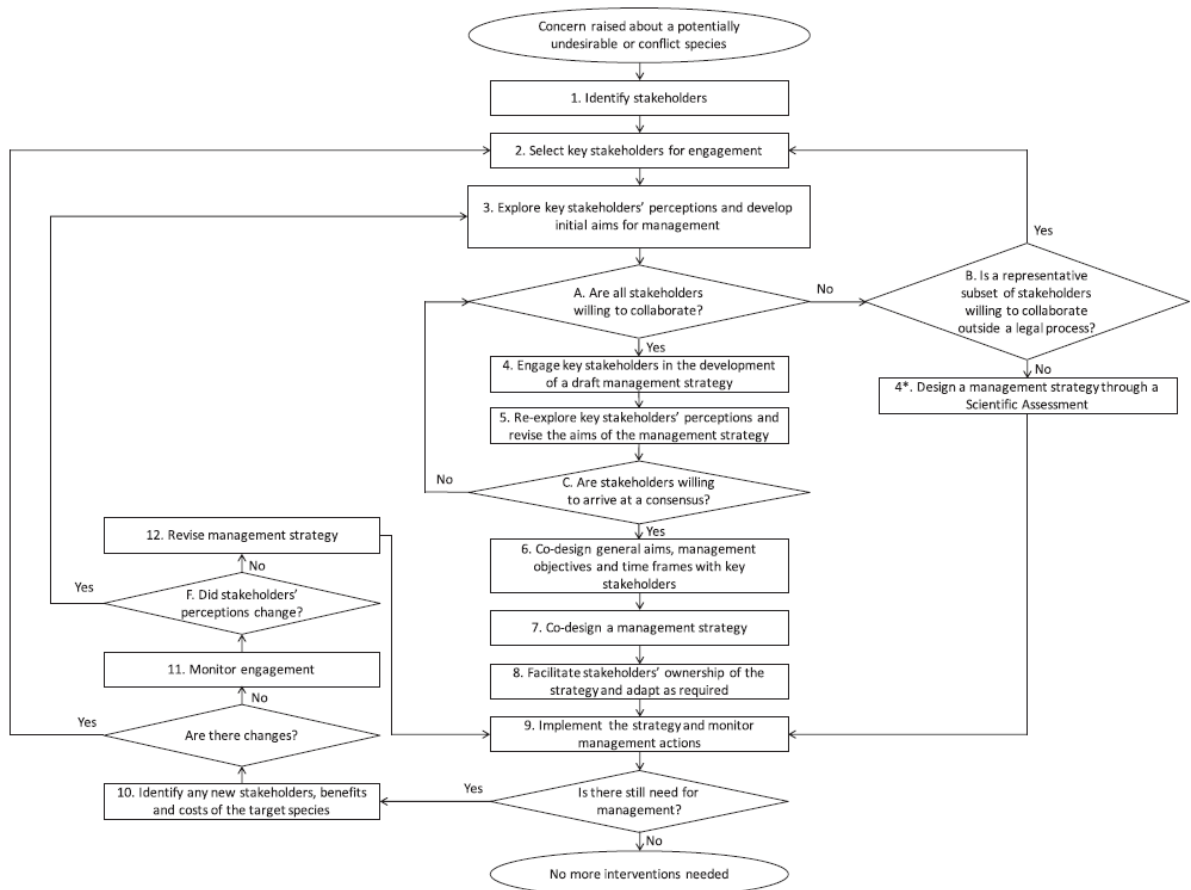 Concern raised about a potentially
undesirable or conflict species
1. Identify stakeholders
2. Select key stakeholders for engagement
3. Explore key stakeholders’ perceptions and develop
initial aims for management
Yes
A. Are all stakeholders
willing to collaborate?
No
B. Is a representative
subset of stakeholders
willing to collaborate
outside a legal process?
Yes
No
4. Engage key stakeholders in the development
of a draft management strategy
4*. Design a management strategy through a
Scientific Assessment
5. Re-explore key stakeholders’ perceptions and
revise the aims of the management strategy
No
C. Are stakeholders willing
to arrive at a consensus?
Yes
12. Revise management strategy
6. Co-design general aims, management
objectives and time frames with key
stakeholders
No
Yes
F. Did stakeholders’
perceptions change?
7. Co-design a management strategy
11. Monitor engagement
8. Facilitate stakeholders’ ownership of the
strategy and adapt as required
No
Yes
Are there changes?
9. Implement the strategy and monitor
management actions
10. Identify any new stakeholders, benefits
and costs of the target species
Yes
Is there still need for
management?
No
No more interventions needed